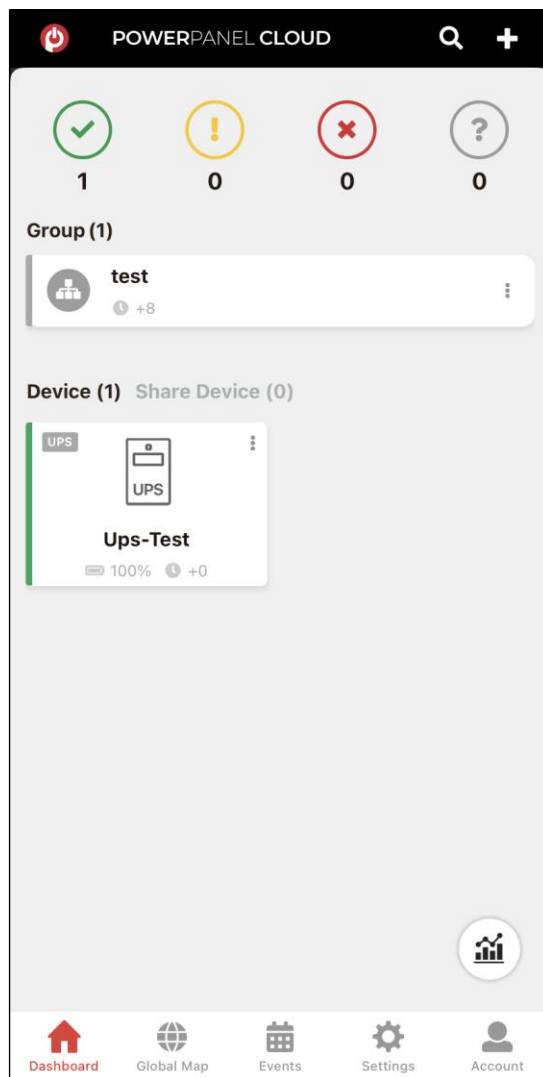 POWERPANEL CLOUD
1 0 0 0
Group (1)
test
+8
Device (1) Share Device (0)
UPS
UPS
Ups-Test
100% +0
Dashboard Global Map Events Settings Account